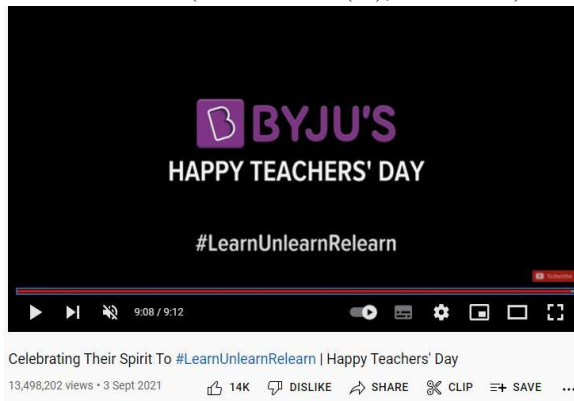 BYJU'S
HAPPY TEACHERS' DAY
#LearnUnlearnRelearn
Subscribe
9:08 / 9:12
Celebrating Their Spirit To #LearnUnlearnRelearn | Happy Teachers' Day
13,498,202 views • 3 Sept 2021 14K DISLIKE SHARE CLIP SAVE ...